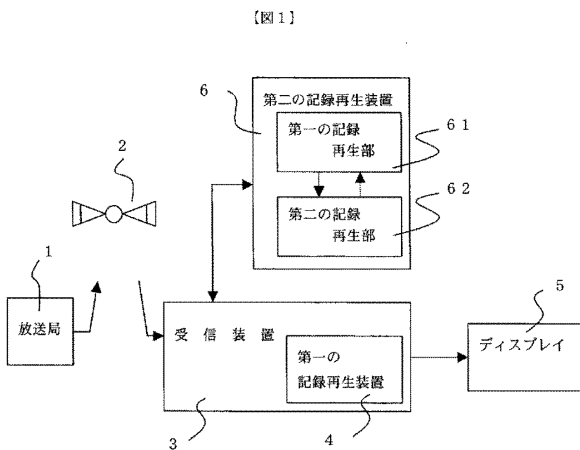 【図1】
6
第二の記録再生装置
第一の記録
再生部
61
第二の記録
再生部
62
2
1
放送局
受信装置
第一の
記録再生装置
3
4
5
ディスプレイ